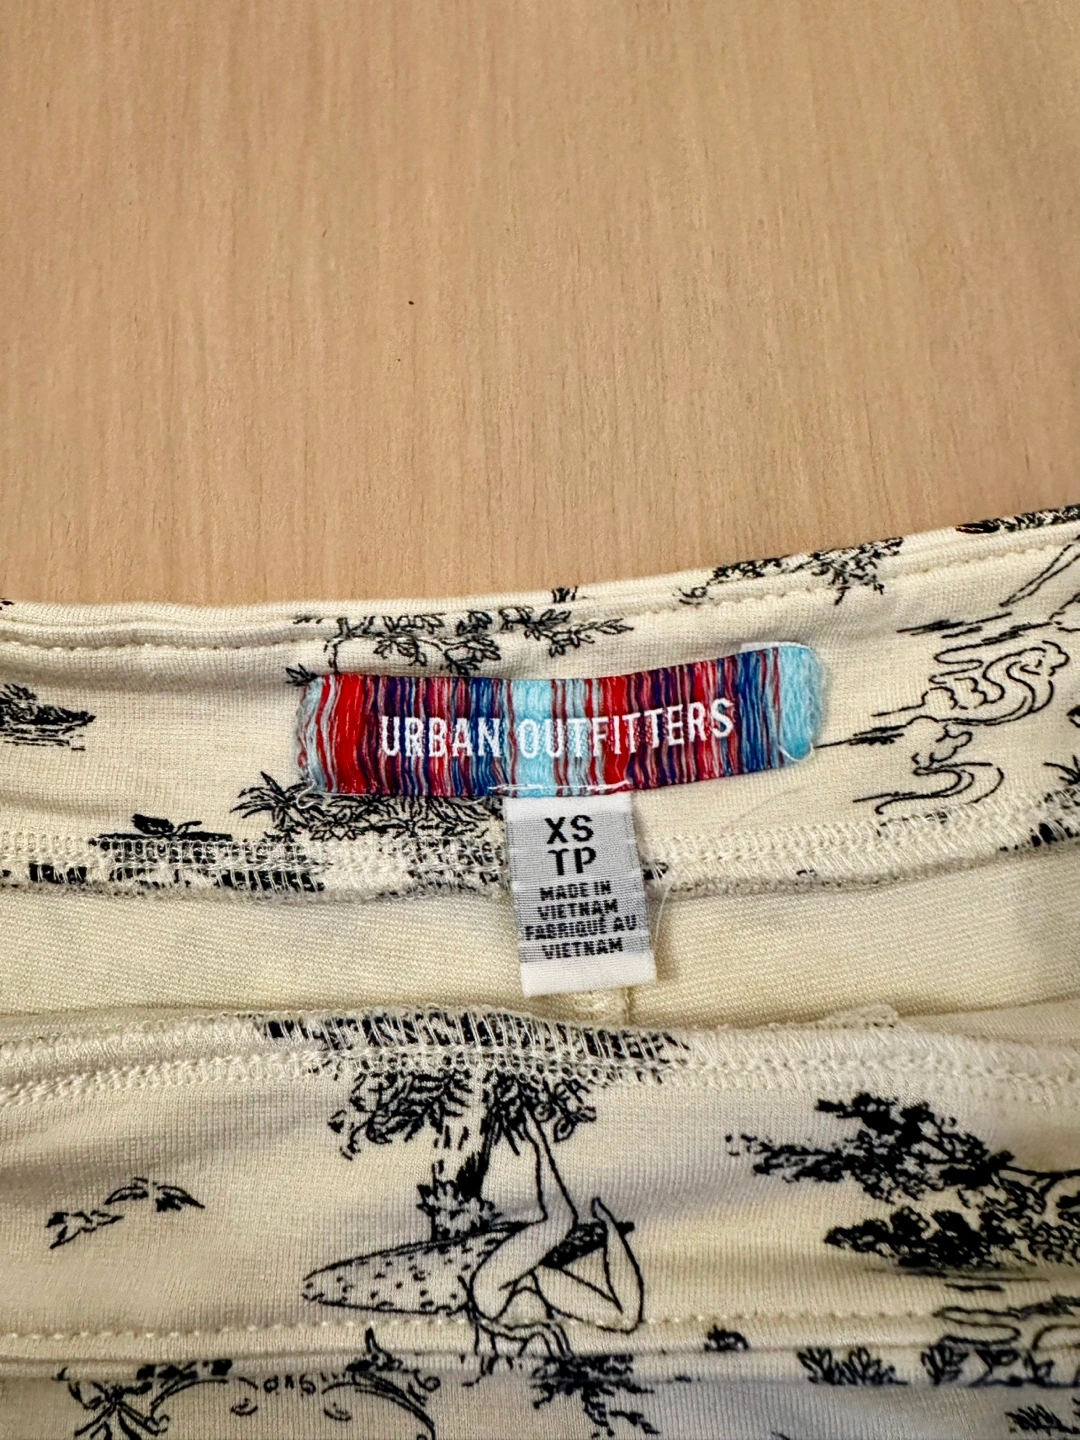 URBAN OUTFITTERS
XS
TP
MADE IN
VIETNAM
FABRIQUÉ AU
VIETNAM